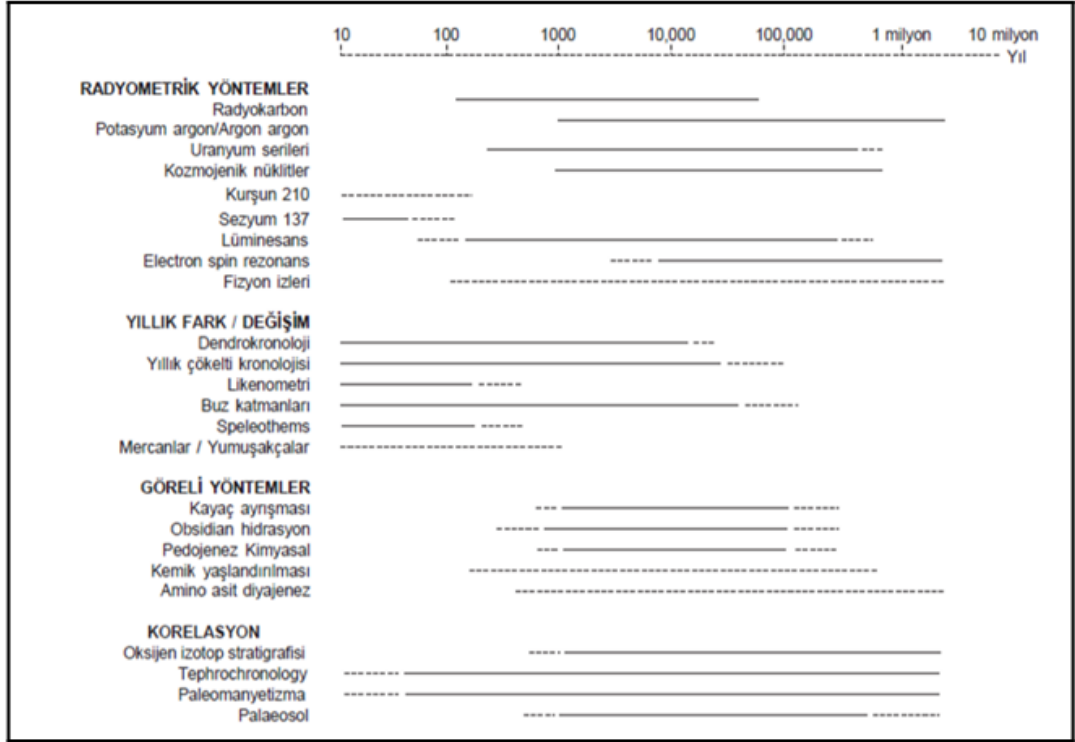 10 100 1000 10,000 100,000 1 milyon 10 milyon
Yıl
RADYOMETRİK YÖNTEMLER
Radyokarbon
Potasyum argon/Argon argon
Uranyum serileri
Kozmojenik nüklitler
Kurşun 210
Sezyum 137
Lüminesans
Electron spin rezonans
Fizyon izleri
YILLIK FARK / DEĞİŞİM
Dendrokronoloji
Yıllık çökelti kronolojisi
Likenometri
Buz katmanları
Speleothems
Mercanlar / Yumuşakçalar
GÖRELİ YÖNTEMLER
Kayaç ayrışması
Obsidian hidrasyon
Pedojenez Kimyasal
Kemik yaşlandırılması
Amino asit diyajenez
KORELASYON
Oksijen izotop stratigrafisi
Tephrochronology
Paleomanyetizma
Palaeosol